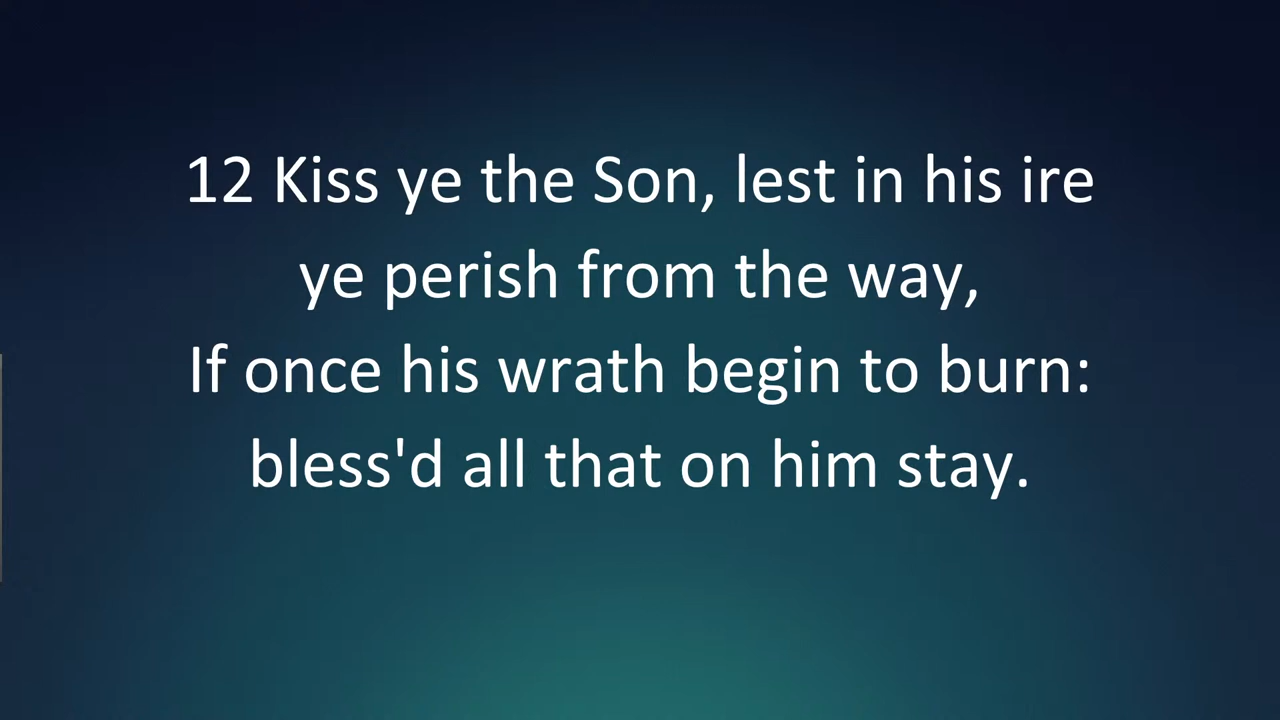 12 Kiss ye the Son, lest in his ire
ye perish from the way,
If once his wrath begin to burn:
bless'd all that on him stay.